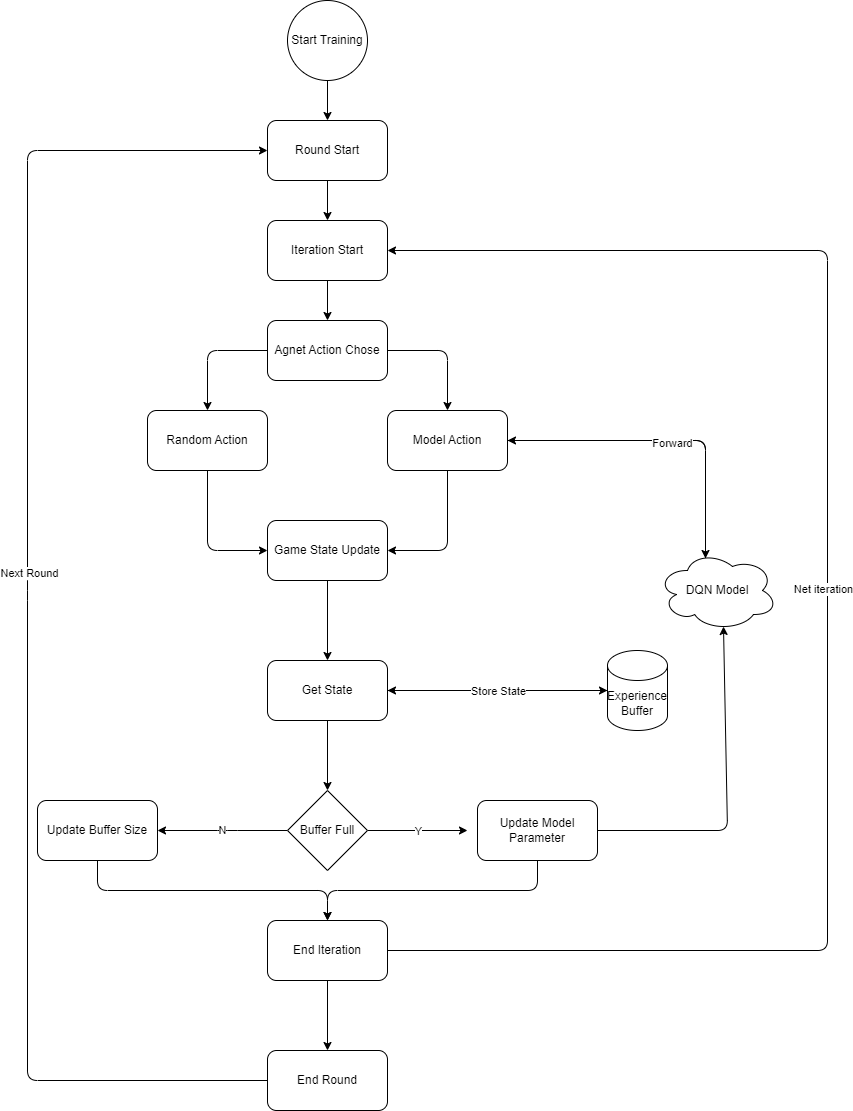 Start Training
Round Start
Iteration Start
Agnet Action Chose
Random Action
Model Action
Forward
Game State Update
Next Round
DQN Model
Net iteration
Get State
Store State
Experience
Buffer
Update Buffer Size
N
Buffer Full
Y
Update Model
Parameter
End Iteration
End Round